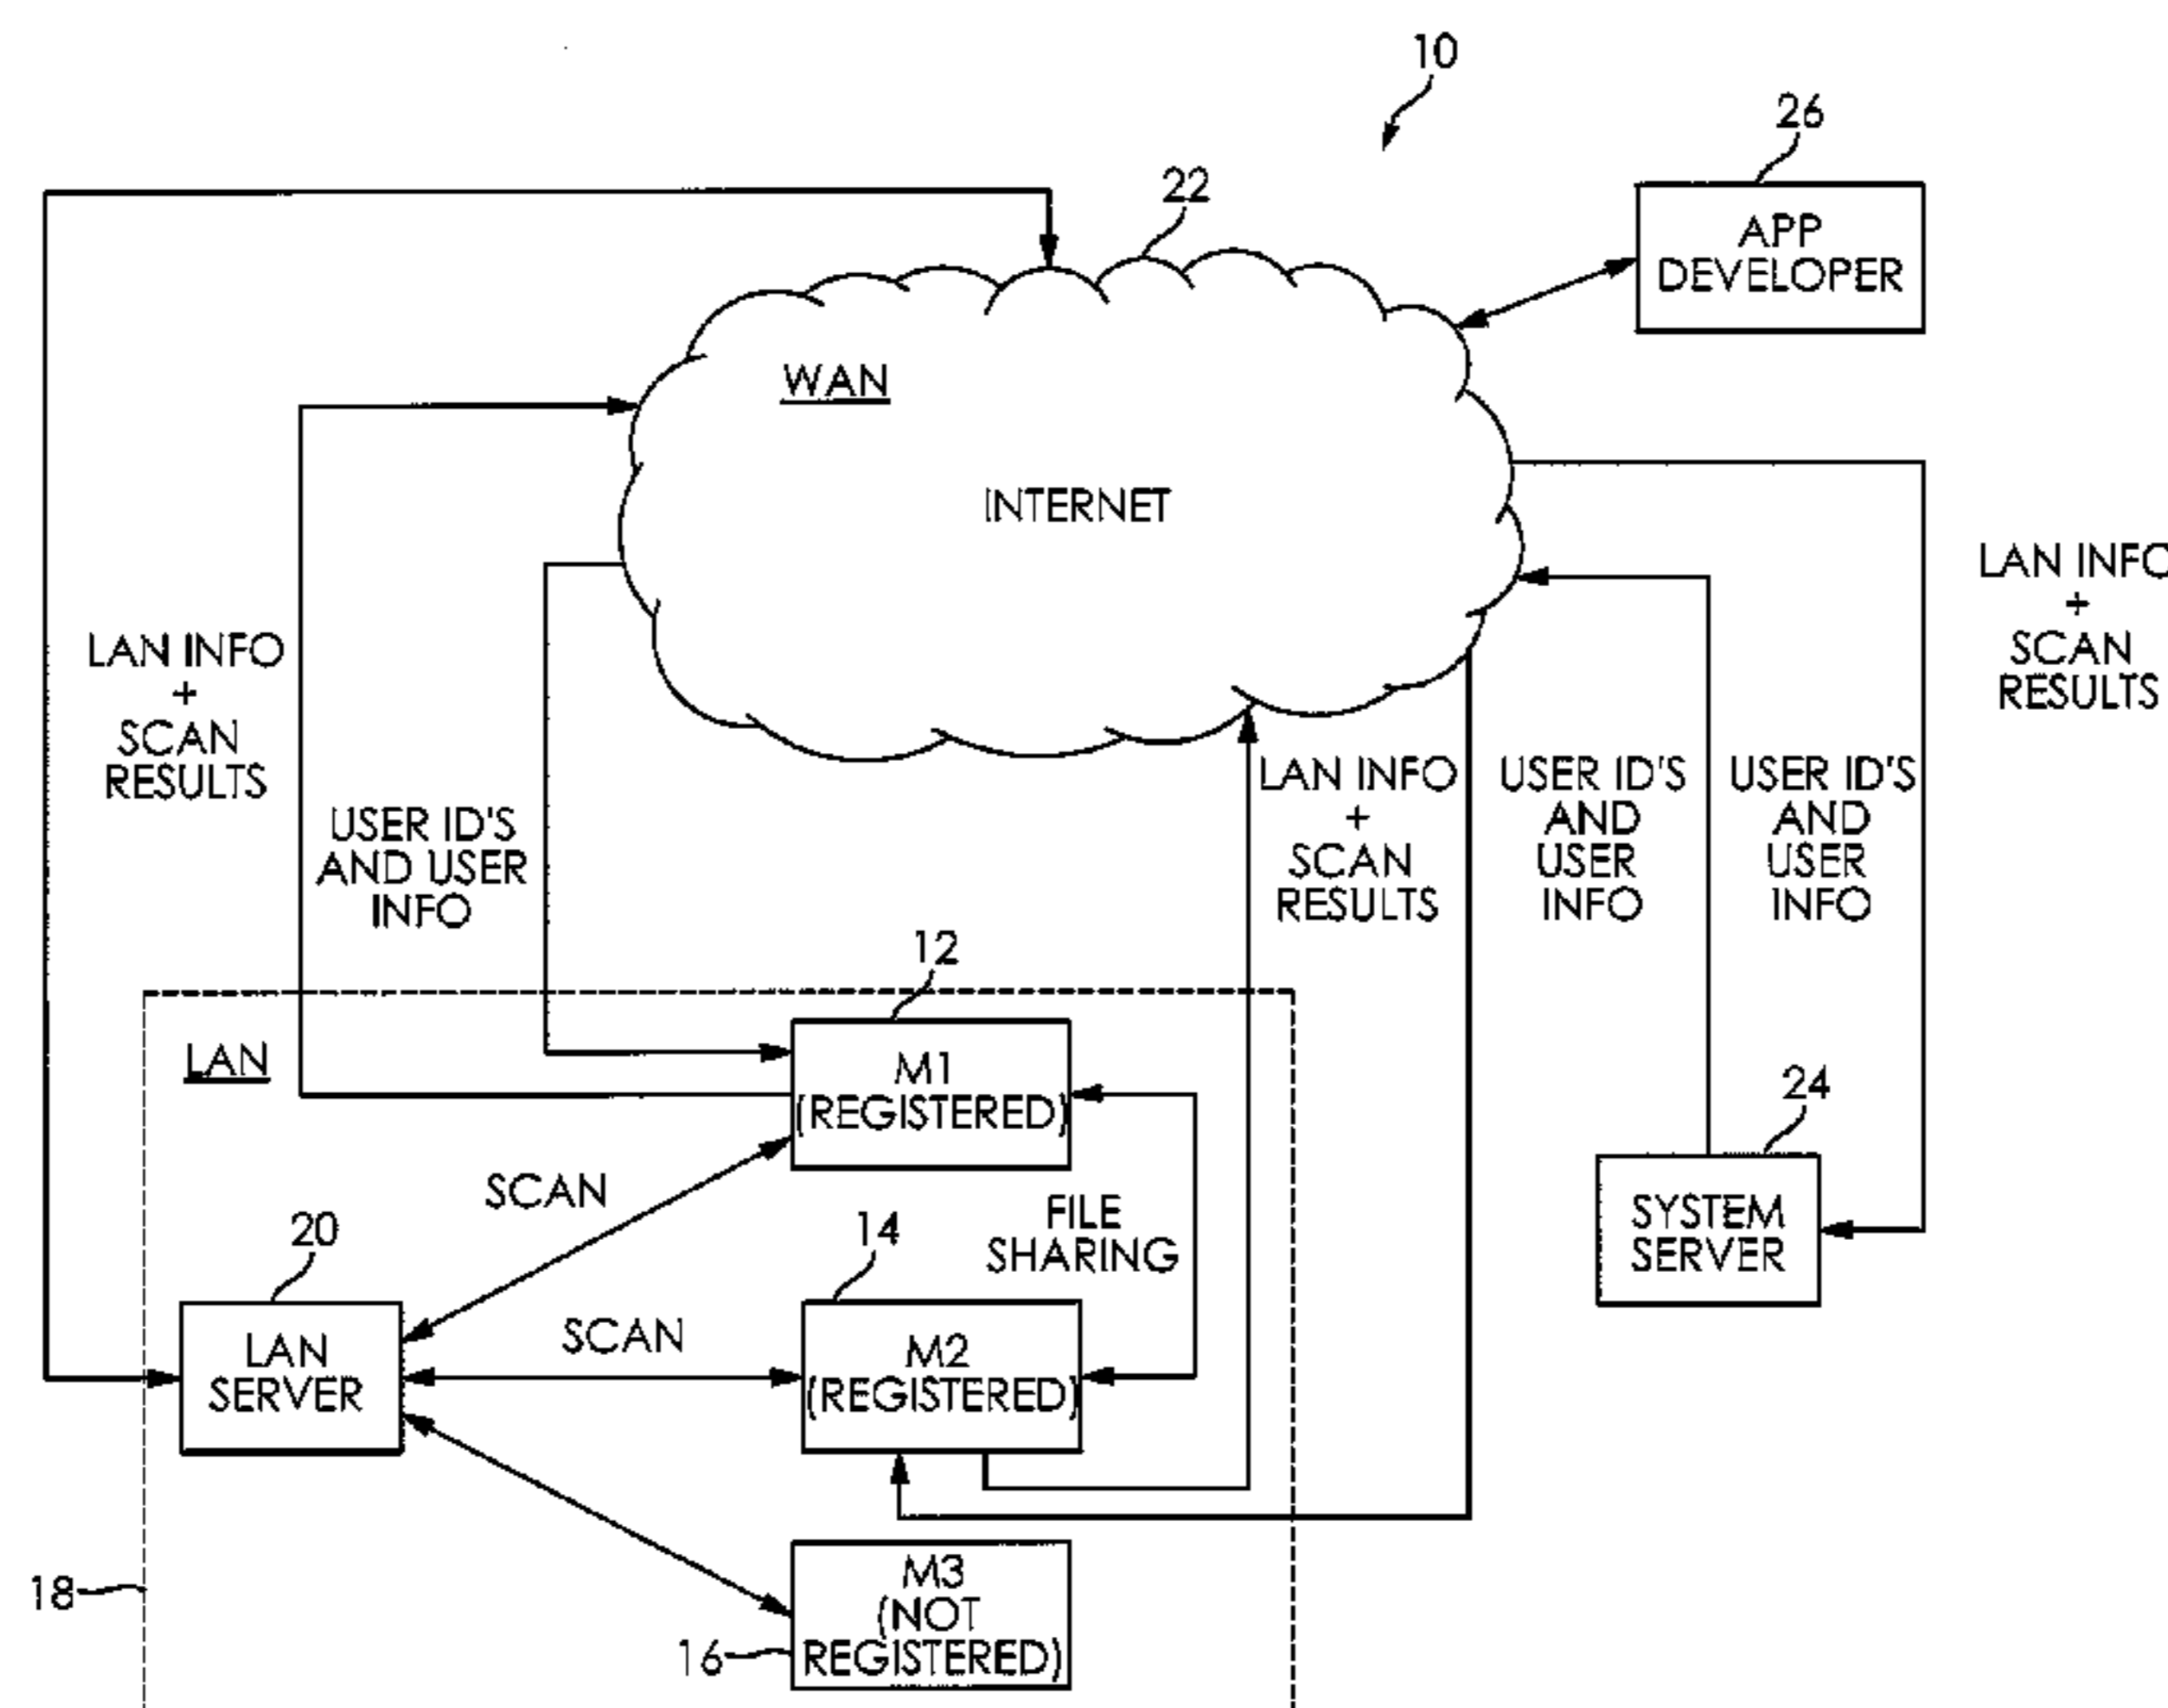 10
26
22
APP
DEVELOPER
WAN
INTERNET
LAN INFO
+
SCAN
RESULTS
LAN INFO
+
SCAN
RESULTS
USER ID'S
AND USER
INFO
LAN INFO
+
SCAN
RESULTS
USER ID'S
AND
USER
INFO
USER ID'S
AND
USER
INFO
12
LAN
M1
(REGISTERED)
24
SCAN
FILE
SHARING
SYSTEM
SERVER
20
14
SCAN
LAN
SERVER
M2
(REGISTERED)
18
M3
(NOT
REGISTERED)
16